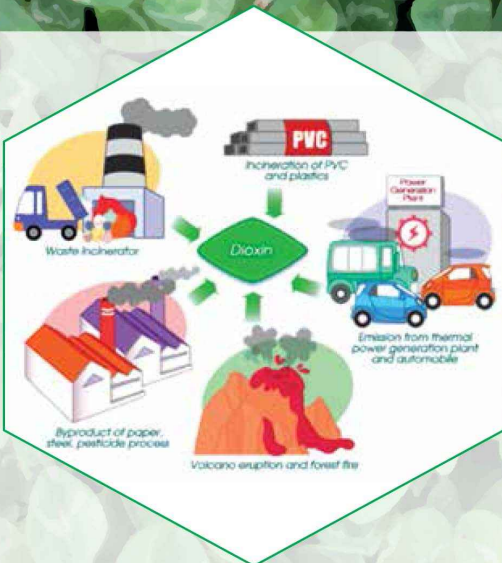 PVC
Incineration of PVC
and plastics
Power
Generation
Plant
Waste Incinerator
Dioxin
Emission from thermal
power generation plant
and automobile
Byproduct of paper,
steel, pesticide process
Volcano eruption and forest fire